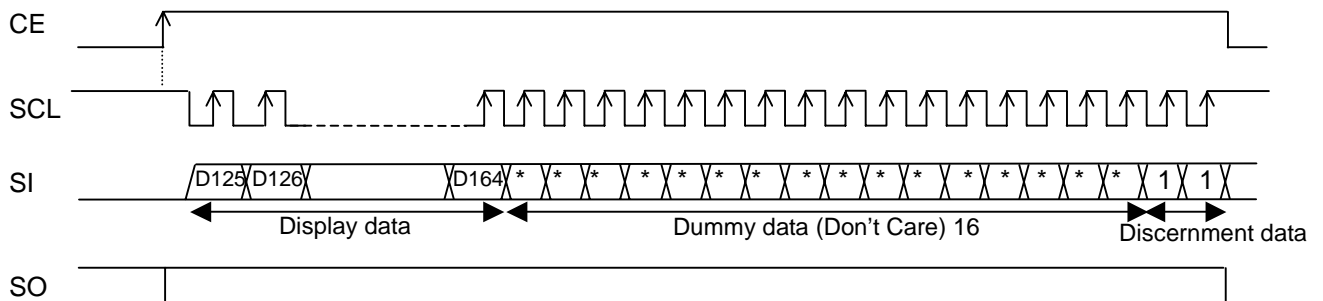 CE
SCL
SI D125 D126 D164 * * * * * * * * * * * * * * * * 1 1
Display data Dummy data (Don't Care) 16 Discernment data
SO